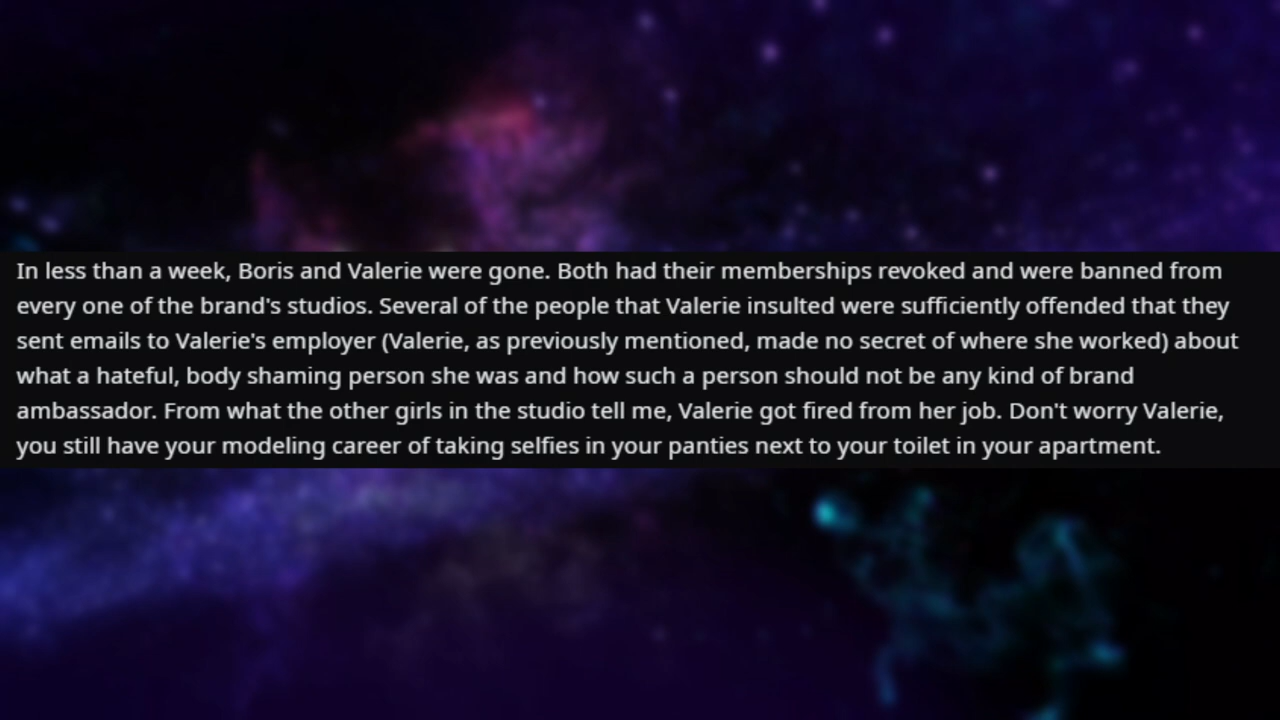 In less than a week, Boris and Valerie were gone. Both had their memberships revoked and were banned from
every one of the brand's studios. Several of the people that Valerie insulted were sufficiently offended that they
sent emails to Valerie's employer (Valerie, as previously mentioned, made no secret of where she worked) about
what a hateful, body shaming person she was and how such a person should not be any kind of brand
ambassador. From what the other girls in the studio tell me, Valerie got fired from her job. Don't worry Valerie,
you still have your modeling career of taking selfies in your panties next to your toilet in your apartment.